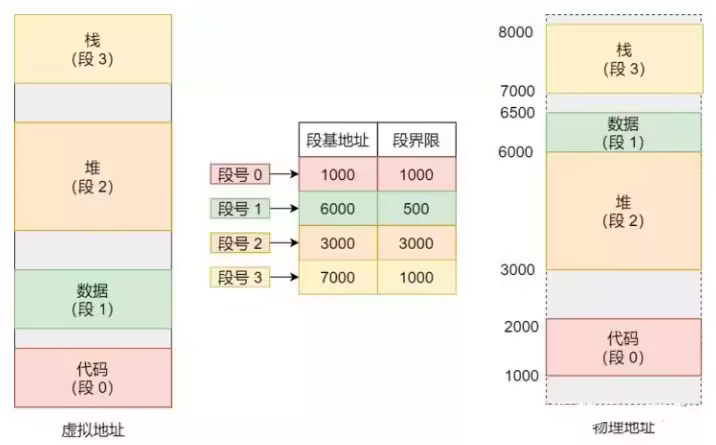 栈
(段 3)
堆
(段 2)
数据
(段 1)
代码
(段 0)
虚拟地址
段基地址 段界限
段号 0 1000 1000
段号 1 6000 500
段号 2 3000 3000
段号 3 7000 1000
8000
栈
(段 3)
7000
6500
数据
(段 1)
6000
堆
(段 2)
3000
2000
代码
(段 0)
1000
物理地址